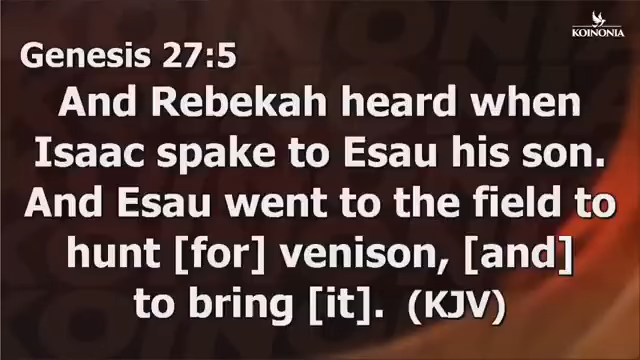 KOINONIA
Genesis 27:5
And Rebekah heard when
Isaac spake to Esau his son.
And Esau went to the field to
hunt [for] venison, [and]
to bring [it]. (KJV)